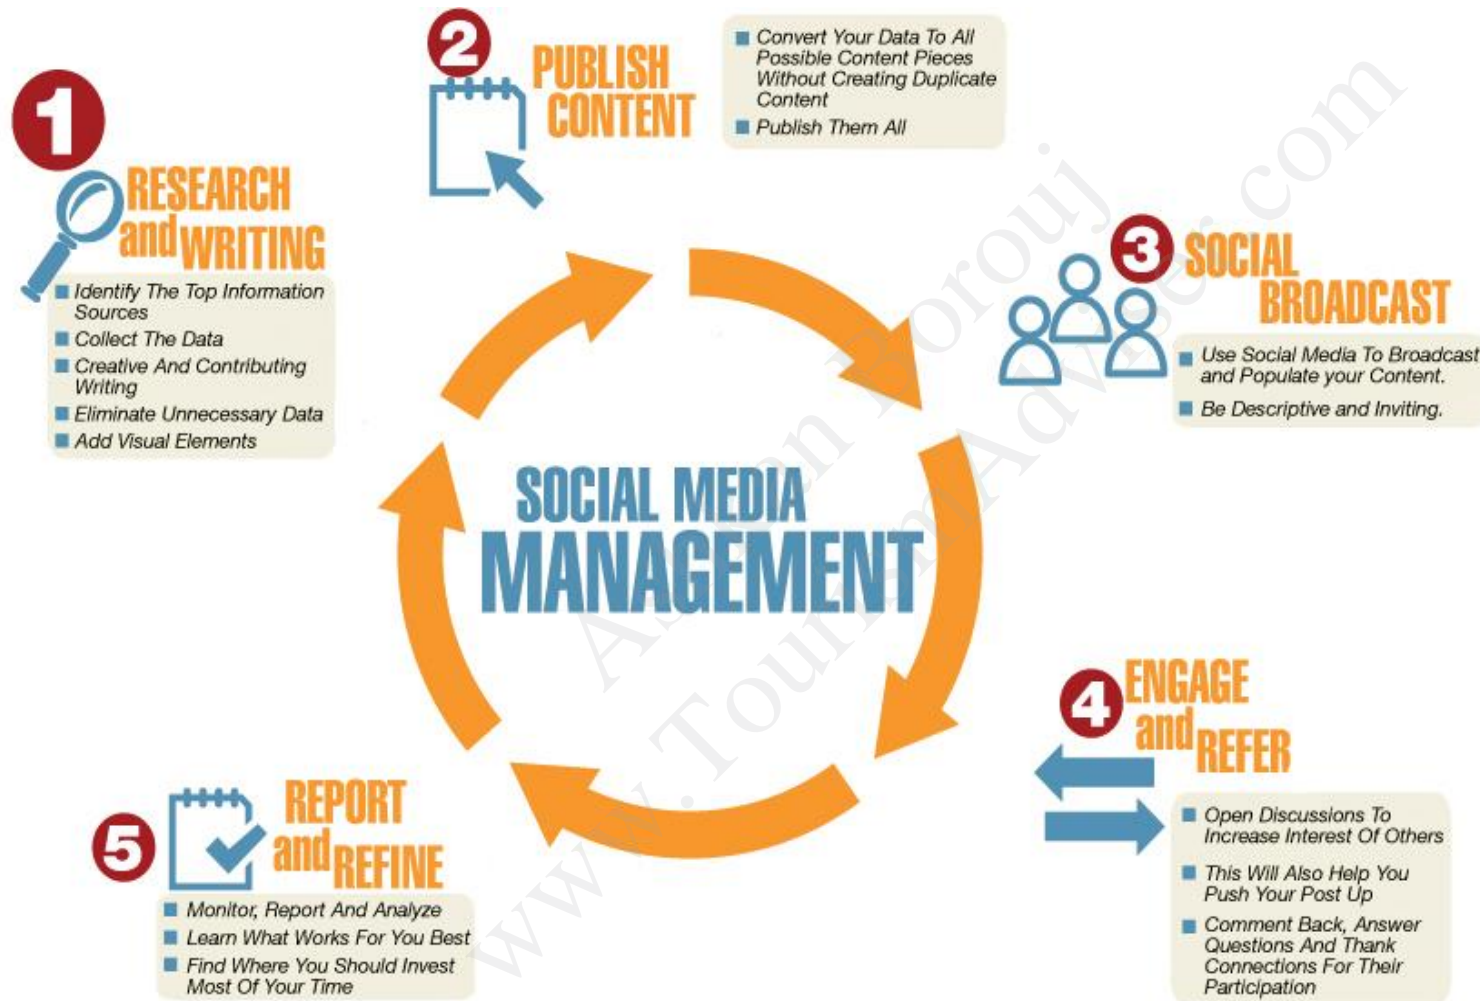 1
RESEARCH
and WRITING
Identify The Top Information
Sources
Collect The Data
Creative And Contributing
Writing
Eliminate Unnecessary Data
Add Visual Elements
2
PUBLISH
CONTENT
Convert Your Data To All
Possible Content Pieces
Without Creating Duplicate
Content
Publish Them All
3
SOCIAL
BROADCAST
Use Social Media To Broadcast
and Populate your Content.
Be Descriptive and Inviting.
SOCIAL MEDIA
MANAGEMENT
4
ENGAGE
and REFER
Open Discussions To
Increase Interest Of Others
This Will Also Help You
Push Your Post Up
Comment Back, Answer
Questions And Thank
Connections For Their
Participation
5
REPORT
and REFINE
Monitor, Report And Analyze
Learn What Works For You Best
Find Where You Should Invest
Most Of Your Time
Borouj
www.TourismAdviser.com